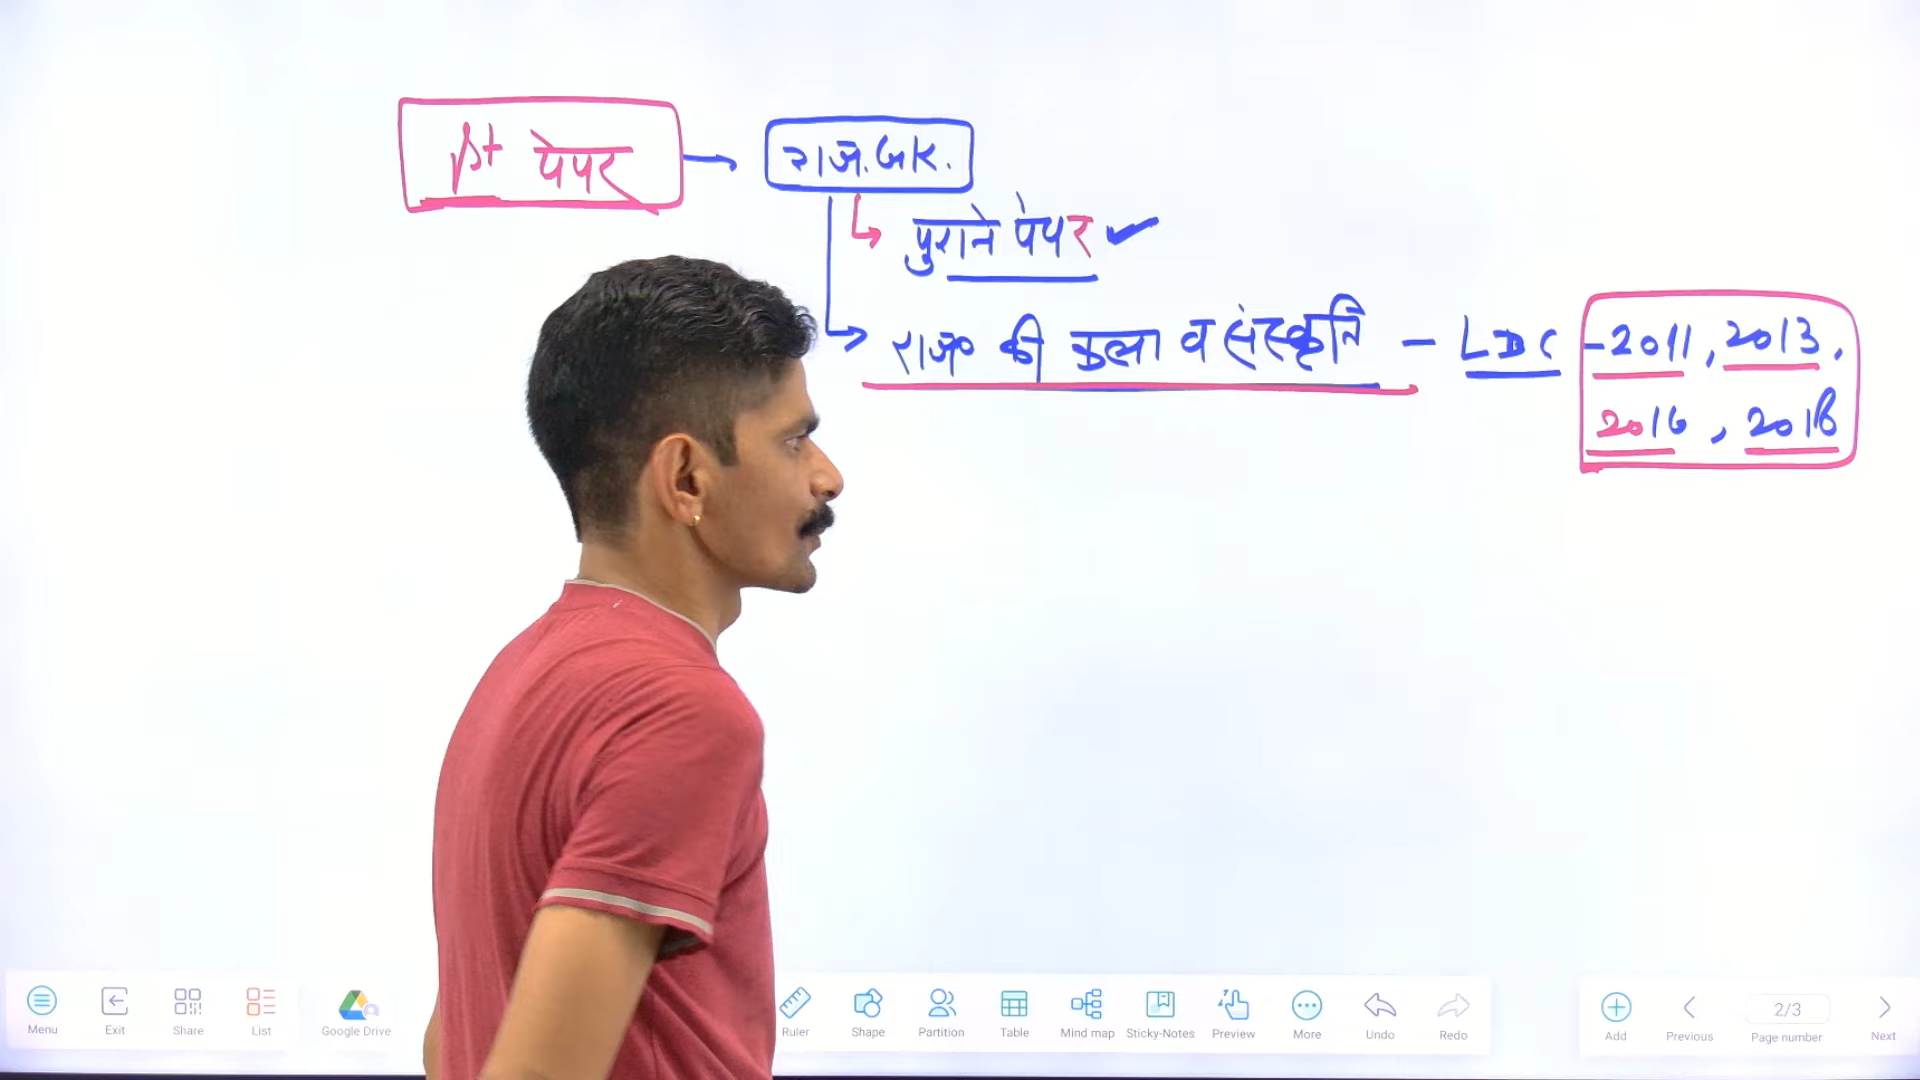 1st पेपर
राज. GK.
पुराने पेपर
राज० की कला व संस्कृति - LDC - 2011, 2013,
2016, 2018
Menu Exit Share List Google Drive Ruler Shape Partition Table Mind map Sticky-Notes Preview More Undo Redo Add Previous 2/3 Page number Next